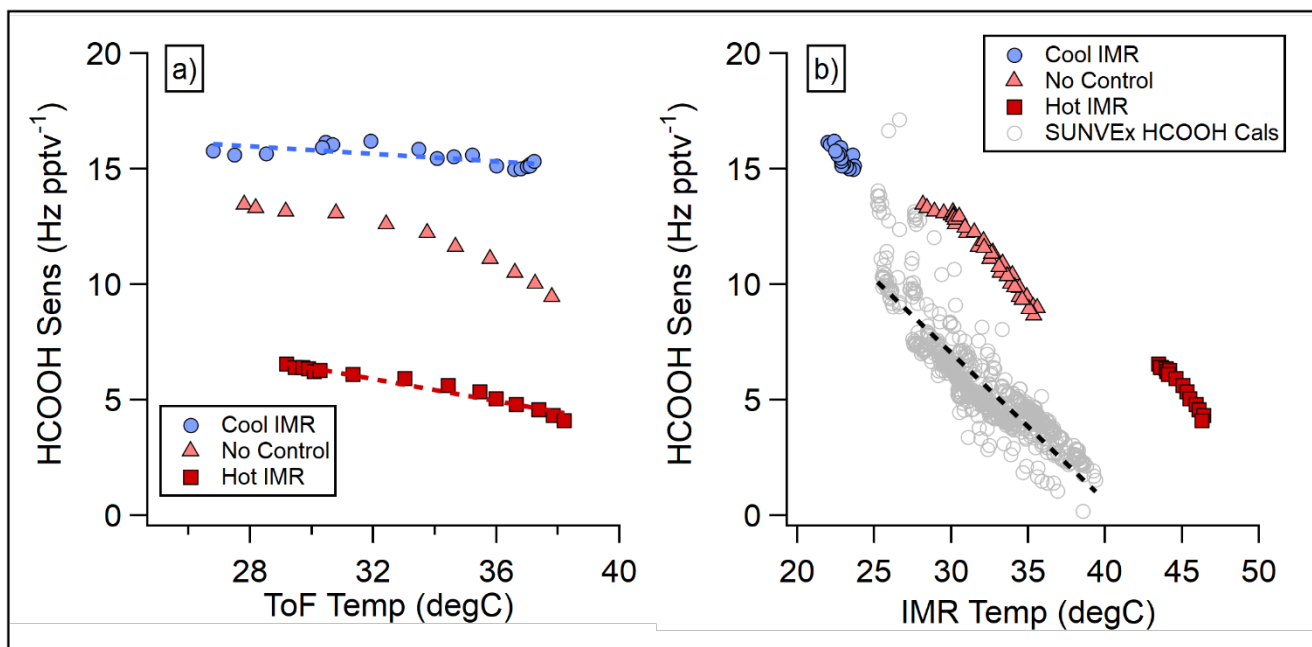 a)
HCOOH Sens (Hz pptv⁻¹)
20
15
10
5
0
Cool IMR
No Control
Hot IMR
28
32
36
40
ToF Temp (degC)
b)
Cool IMR
No Control
Hot IMR
SUNVEx HCOOH Cals
HCOOH Sens (Hz pptv⁻¹)
20
15
10
5
0
20
25
30
35
40
45
50
IMR Temp (degC)